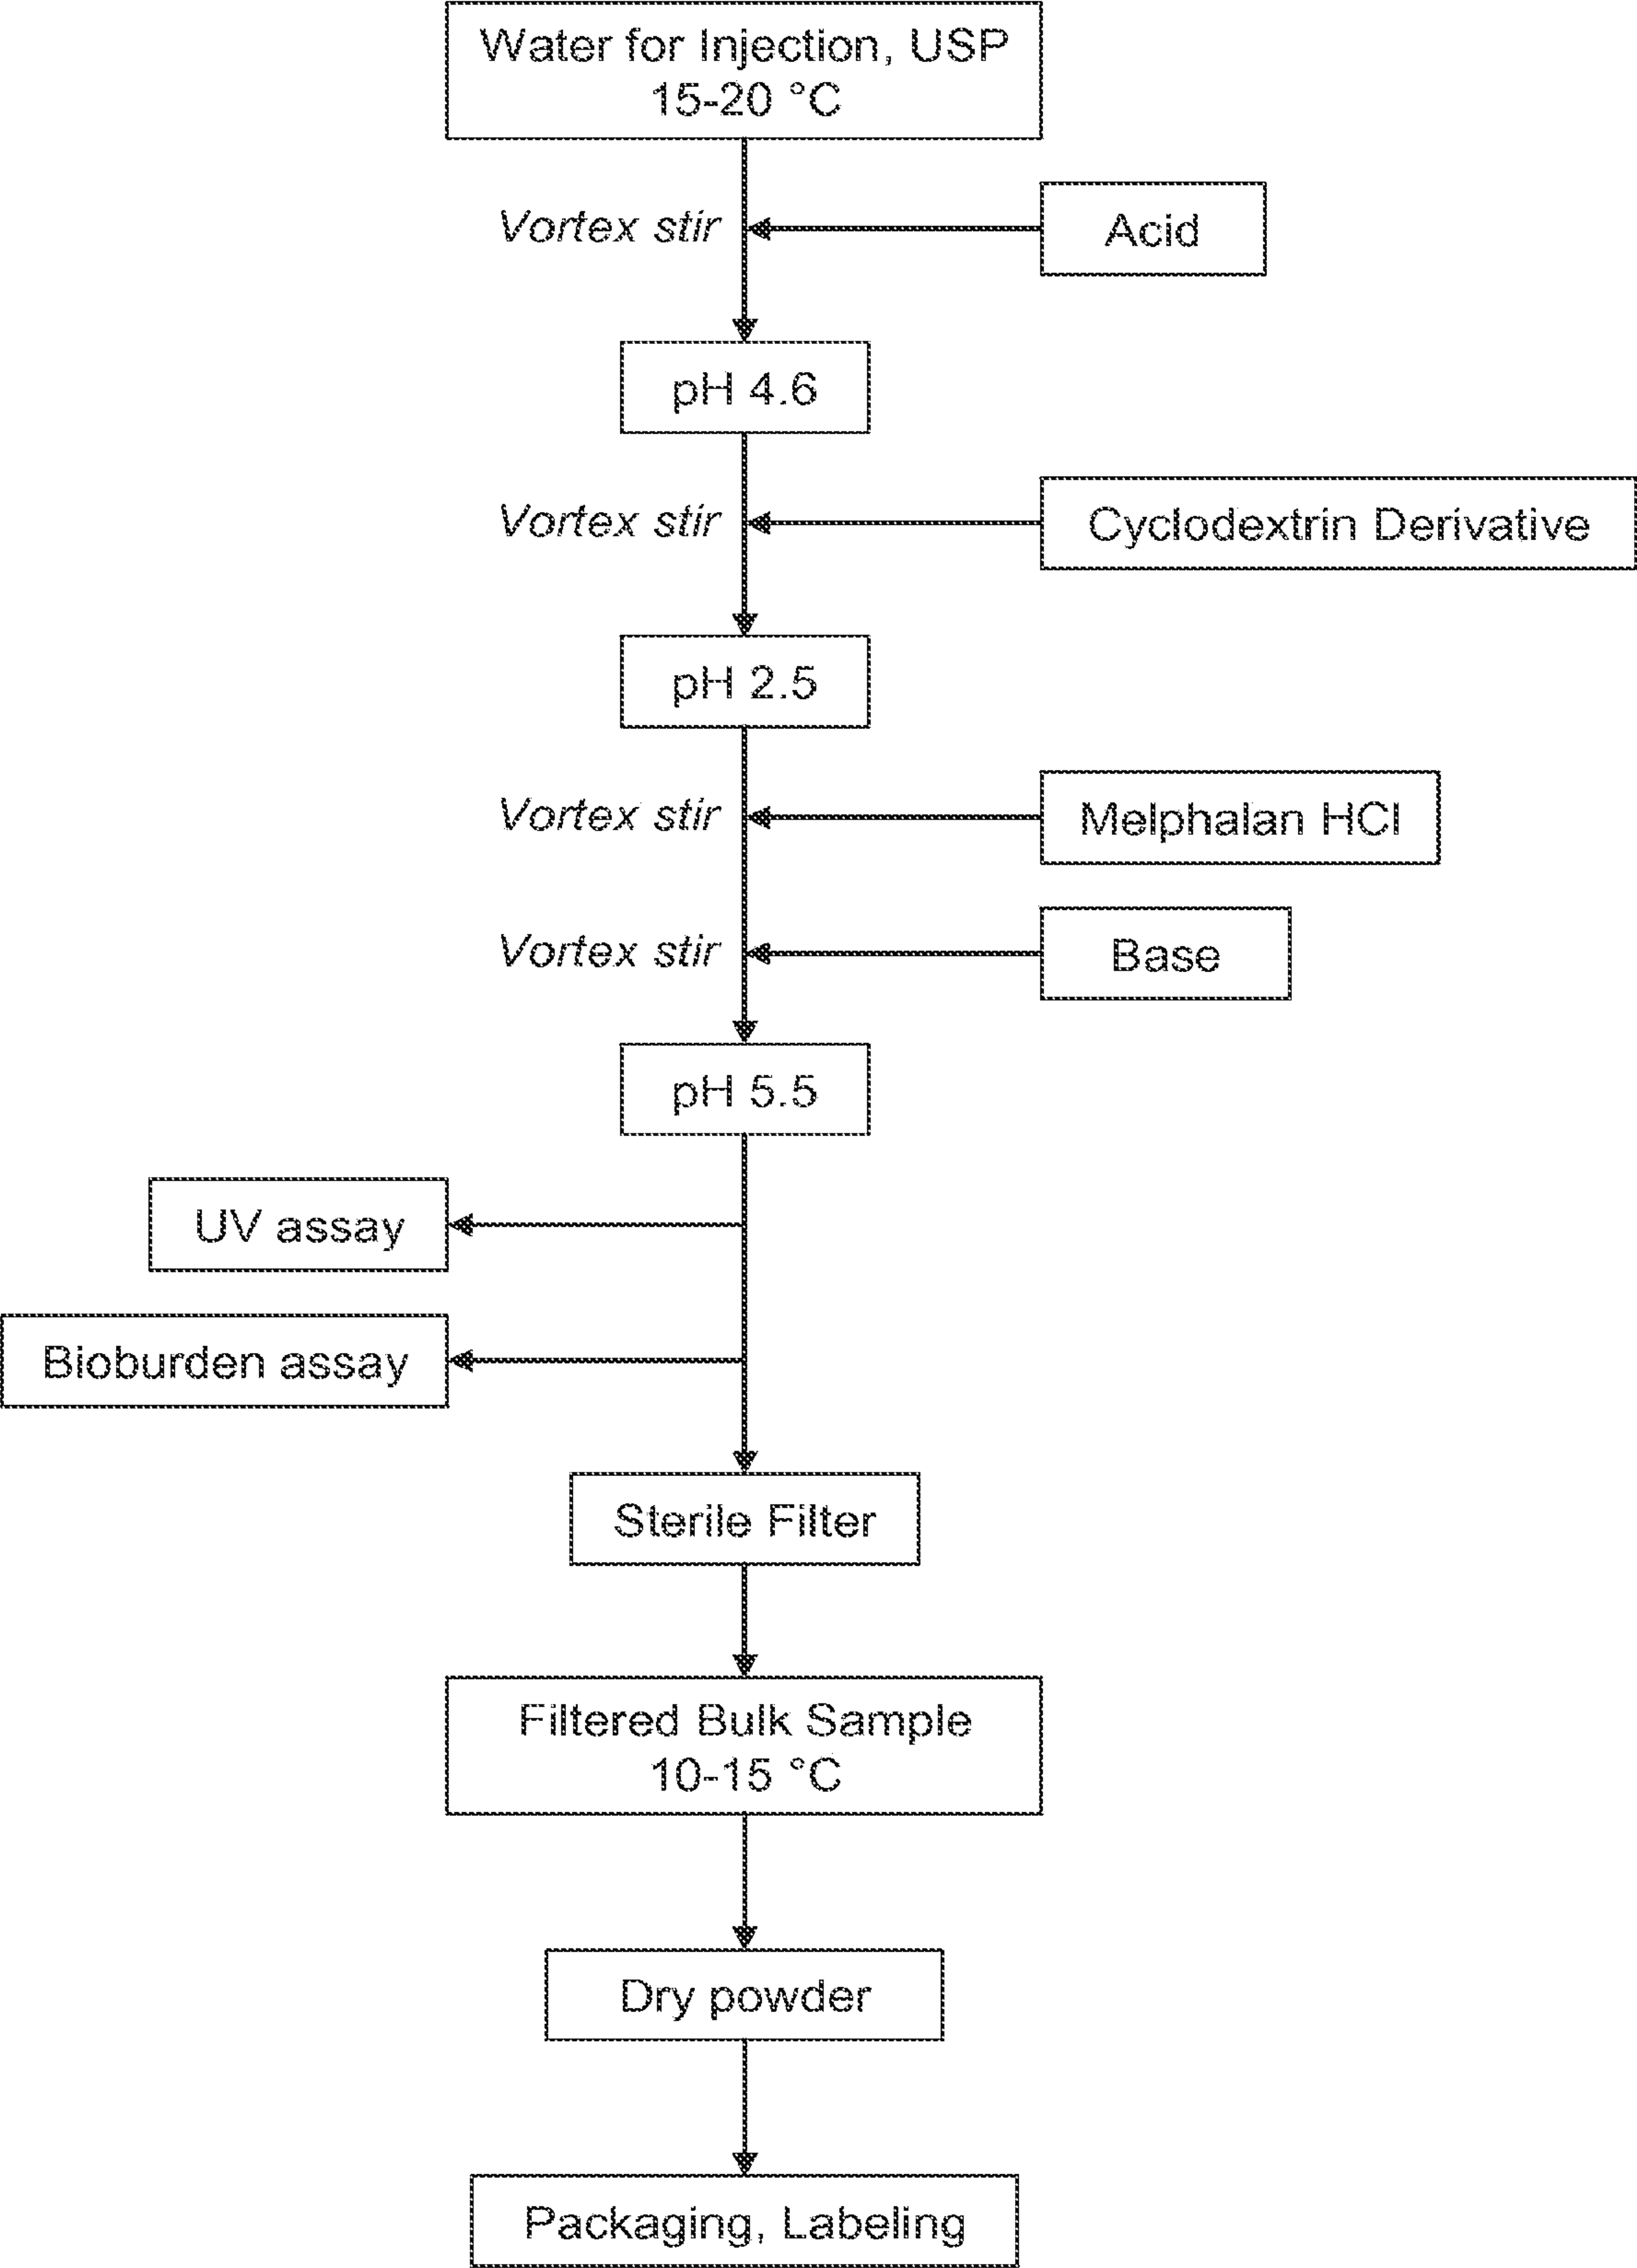 Water for Injection, USP
15-20 °C
Vortex stir
Acid
pH 4.6
Vortex stir
Cyclodextrin Derivative
pH 2.5
Vortex stir
Melphalan HCl
Vortex stir
Base
pH 5.5
UV assay
Bioburden assay
Sterile Filter
Filtered Bulk Sample
10-15 °C
Dry powder
Packaging, Labeling